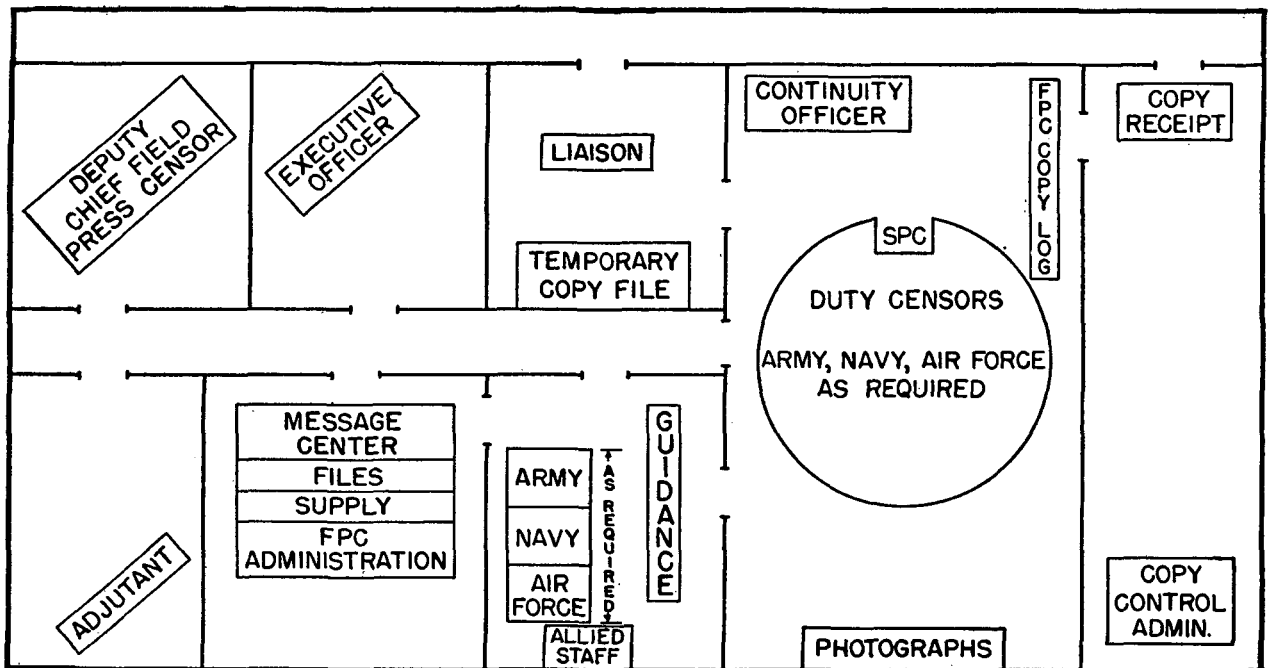 DEPUTY
CHIEF FIELD
PRESS CENSOR
EXECUTIVE
OFFICER
LIAISON
TEMPORARY
COPY FILE
CONTINUITY
OFFICER
FPC COPY LOG
COPY
RECEIPT
SPC
DUTY CENSORS
ARMY, NAVY, AIR FORCE
AS REQUIRED
MESSAGE
CENTER
FILES
SUPPLY
FPC
ADMINISTRATION
ADJUTANT
ARMY
NAVY
AIR
FORCE
AS REQUIRED
GUIDANCE
ALLIED
STAFF
PHOTOGRAPHS
COPY
CONTROL
ADMIN.